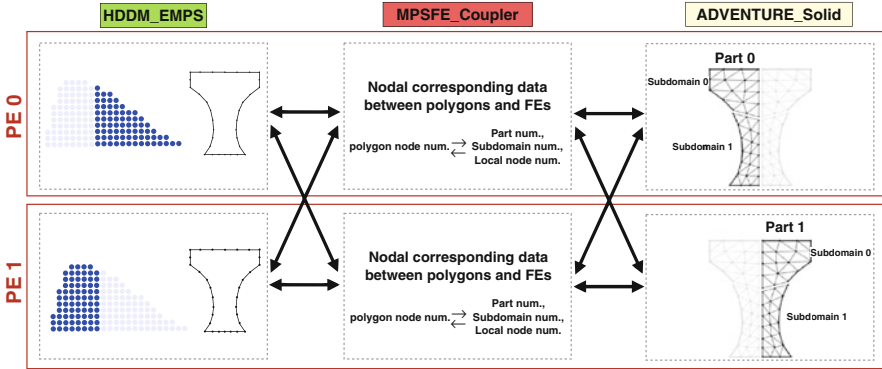 HDDM_EMPS
MPSFE_Coupler
ADVENTURE_Solid
PE 0
Nodal corresponding data
between polygons and FEs
polygon node num.
Part num.,
Subdomain num.,
Local node num.
Part 0
Subdomain 0
Subdomain 1
PE 1
Nodal corresponding data
between polygons and FEs
polygon node num.
Part num.,
Subdomain num.,
Local node num.
Part 1
Subdomain 0
Subdomain 1